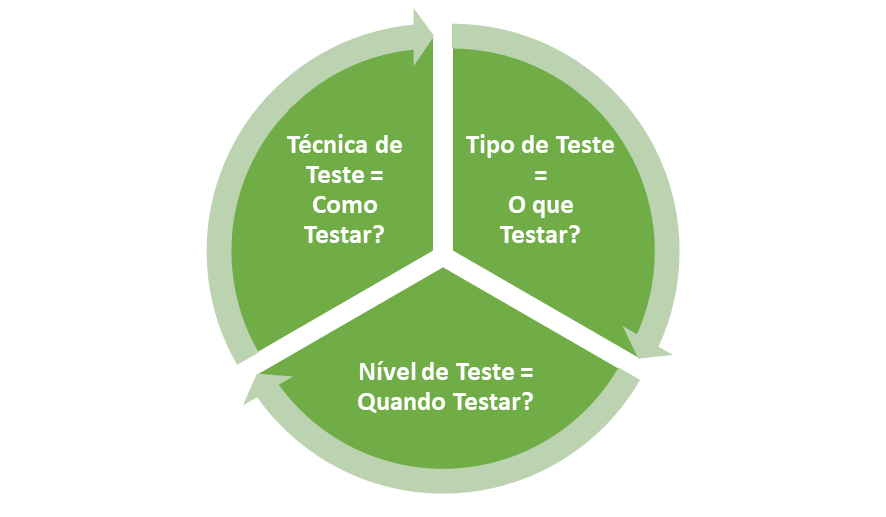 Técnica de
Teste =
Como
Testar?
Tipo de Teste
=
O que
Testar?
Nível de Teste =
Quando Testar?